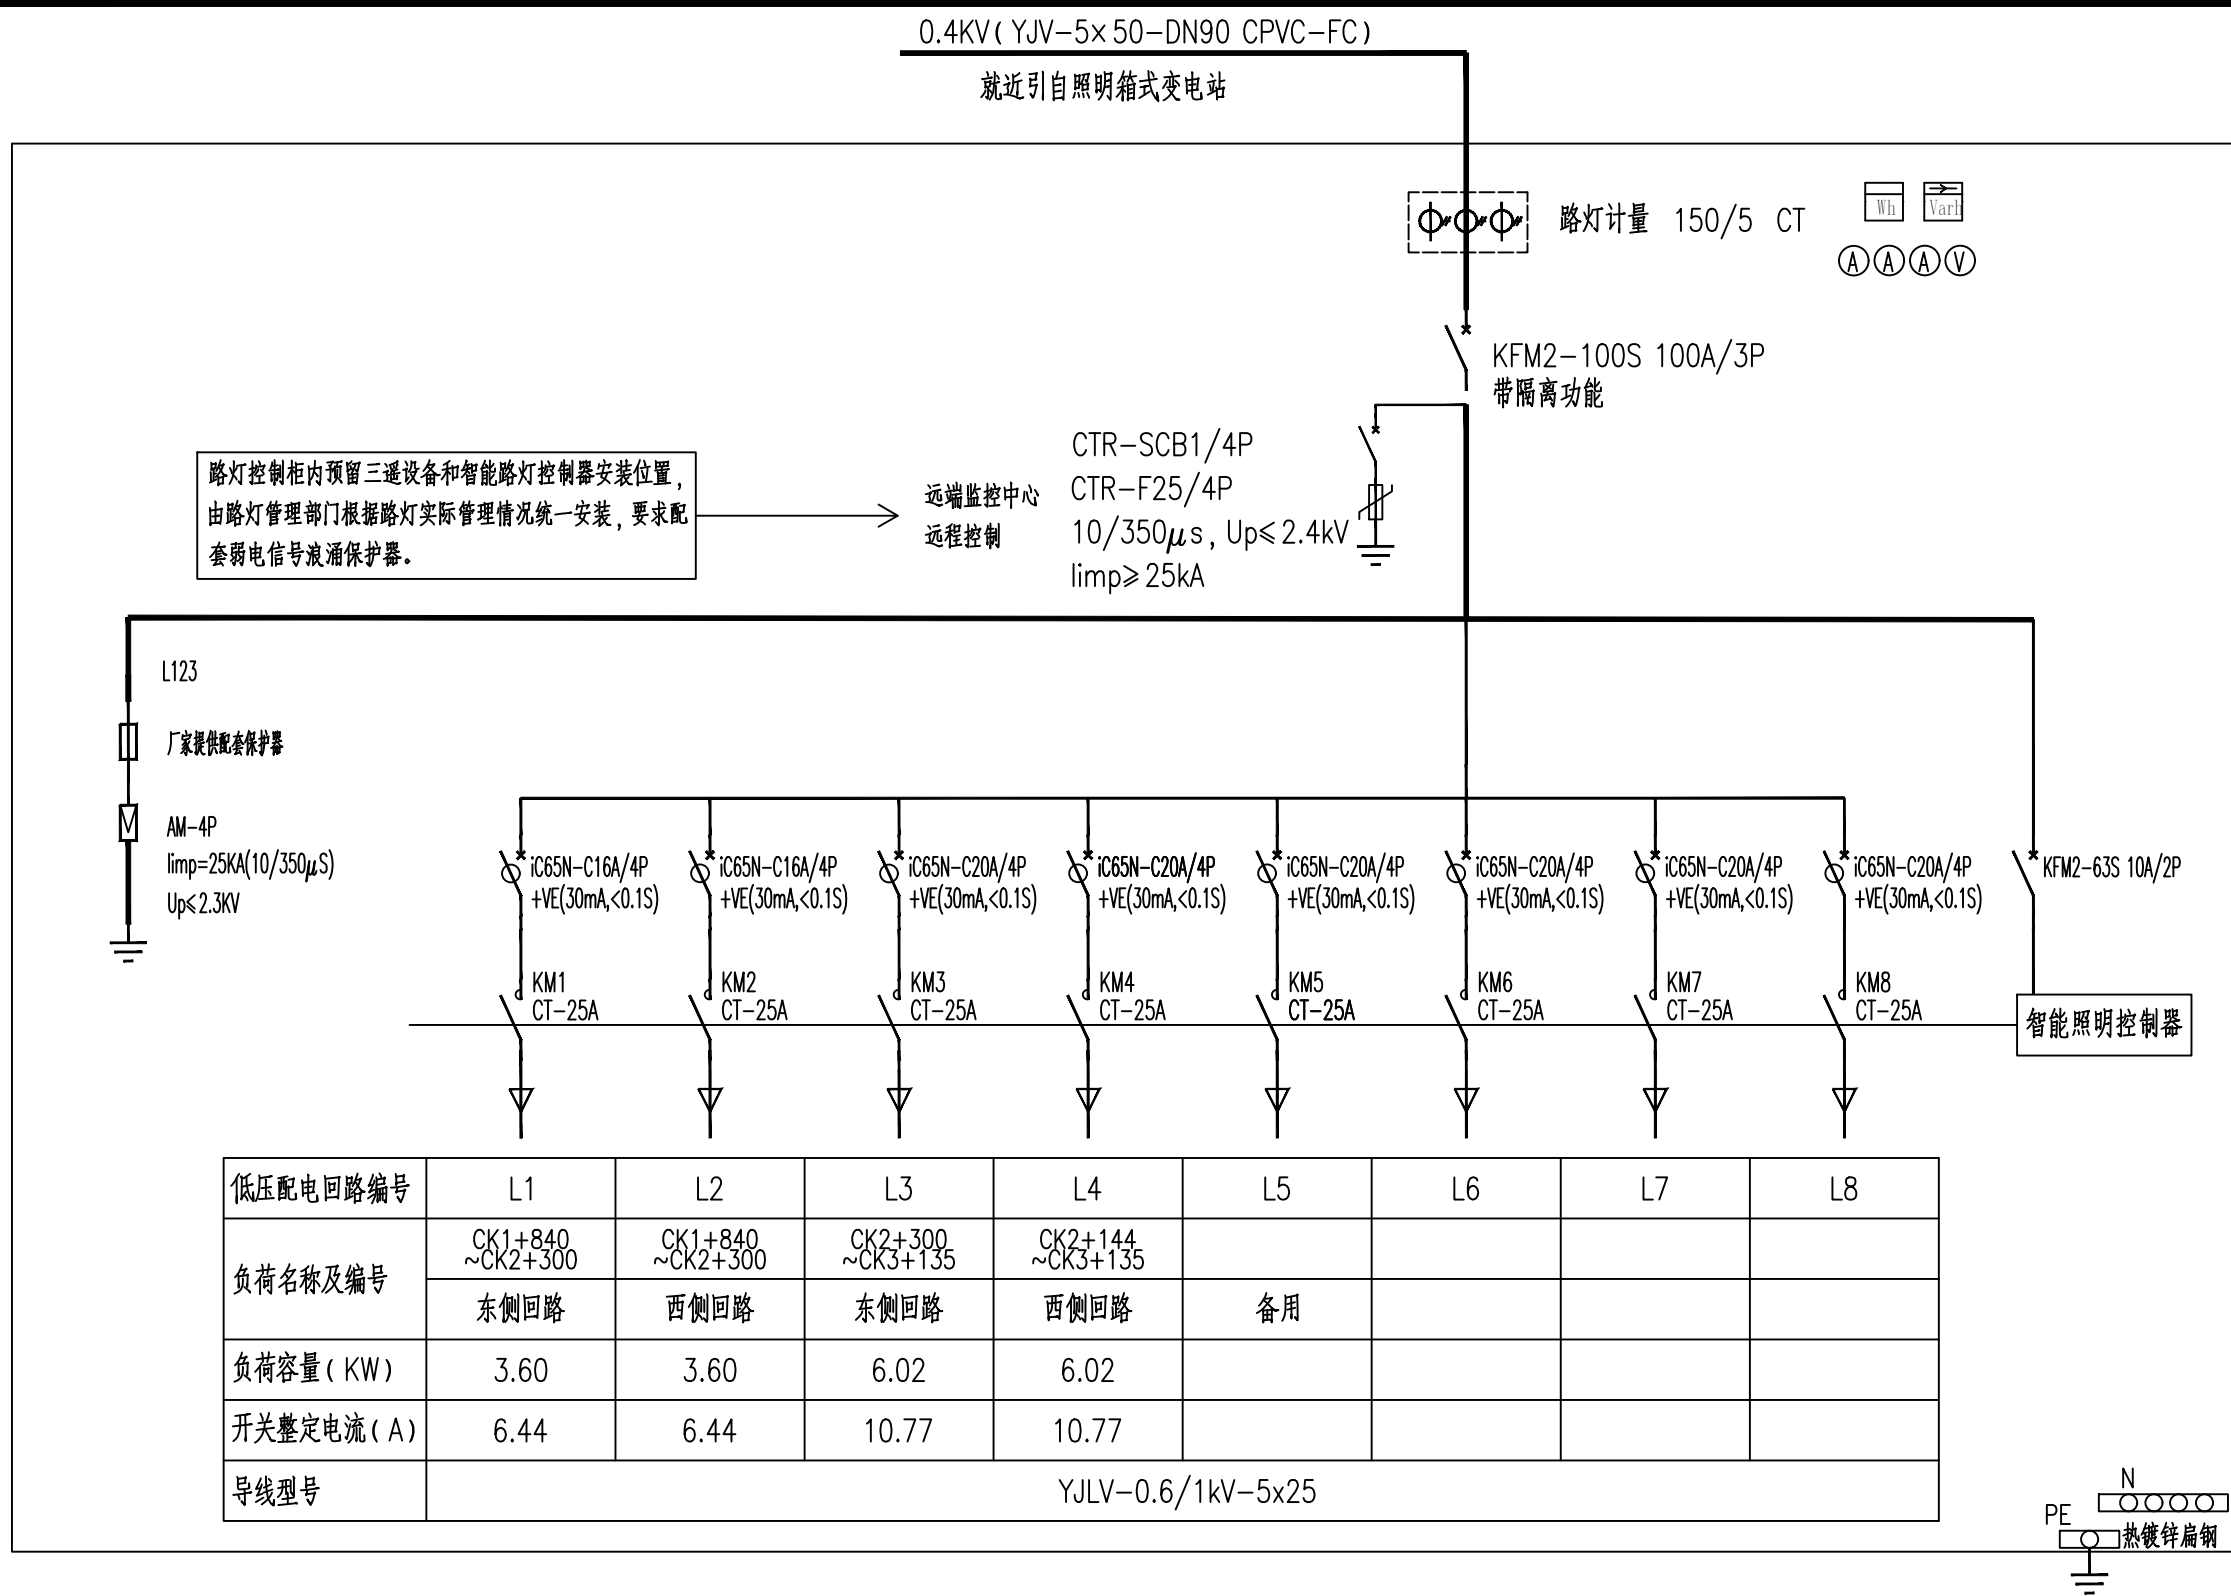 0.4KV(YJV-5×50-DN90 CPVC-FC)
就近引自照明箱式变电站
路灯计量 150/5 CT
Wh
Varh
A A A V
KFM2-100S 100A/3P
带隔离功能
CTR-SCB1/4P
CTR-F25/4P
10/350μs,Up≤2.4kV
Iimp≥25kA
路灯控制柜内预留三遥设备和智能路灯控制器安装位置,
由路灯管理部门根据路灯实际管理情况统一安装,要求配
套弱电信号浪涌保护器。
远端监控中心
远程控制
L123
厂家提供配套保护器
AM-4P
Iimp=25KA(10/350μS)
Up≤2.3KV
iC65N-C16A/4P
+VE(30mA,<0.1S)
iC65N-C16A/4P
+VE(30mA,<0.1S)
iC65N-C20A/4P
+VE(30mA,<0.1S)
iC65N-C20A/4P
+VE(30mA,<0.1S)
iC65N-C20A/4P
+VE(30mA,<0.1S)
iC65N-C20A/4P
+VE(30mA,<0.1S)
iC65N-C20A/4P
+VE(30mA,<0.1S)
iC65N-C20A/4P
+VE(30mA,<0.1S)
KFM2-63S 10A/2P
KM1
CT-25A
KM2
CT-25A
KM3
CT-25A
KM4
CT-25A
KM5
CT-25A
KM6
CT-25A
KM7
CT-25A
KM8
CT-25A
智能照明控制器
低压配电回路编号 L1 L2 L3 L4 L5 L6 L7 L8
负荷名称及编号
CK1+840
~CK2+300
CK1+840
~CK2+300
CK2+300
~CK3+135
CK2+144
~CK3+135
东侧回路 西侧回路 东侧回路 西侧回路 备用
负荷容量(KW) 3.60 3.60 6.02 6.02
开关整定电流(A) 6.44 6.44 10.77 10.77
导线型号 YJLV-0.6/1kV-5x25
N
PE
热镀锌扁钢